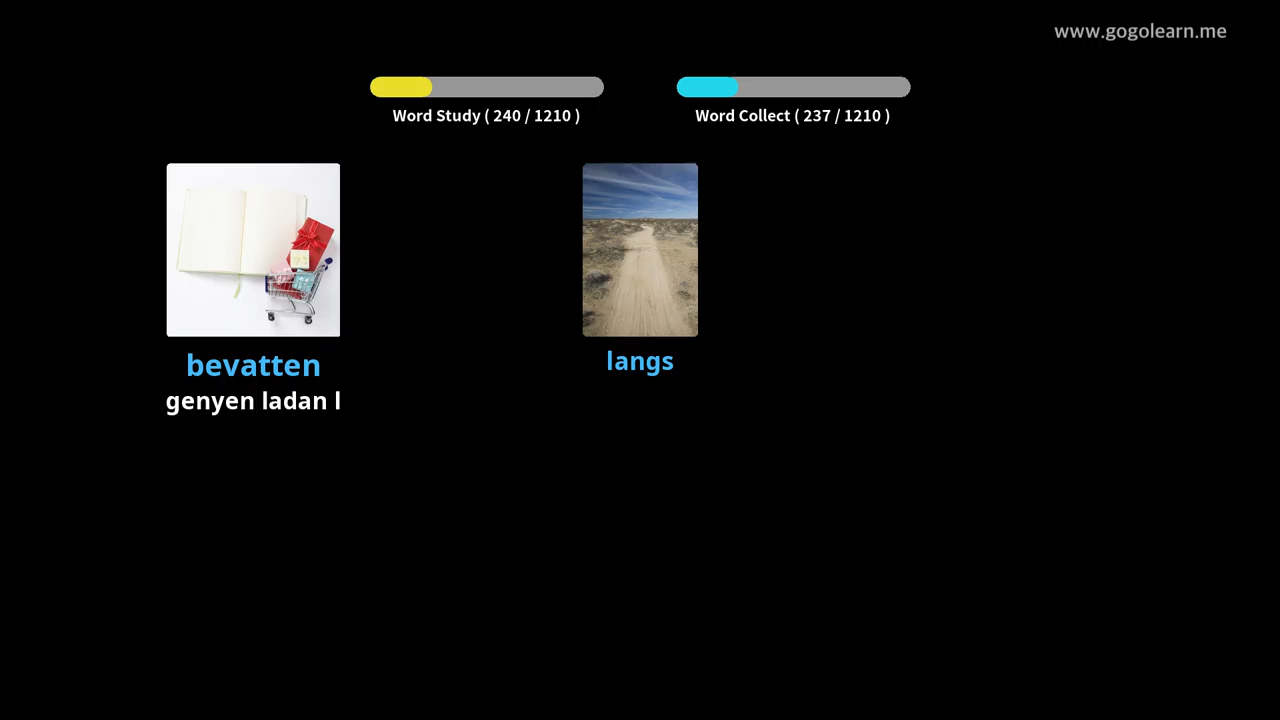 www.gogolearn.me
Word Study ( 240 / 1210 )
Word Collect ( 237 / 1210 )
bevatten
genyen ladan l
langs